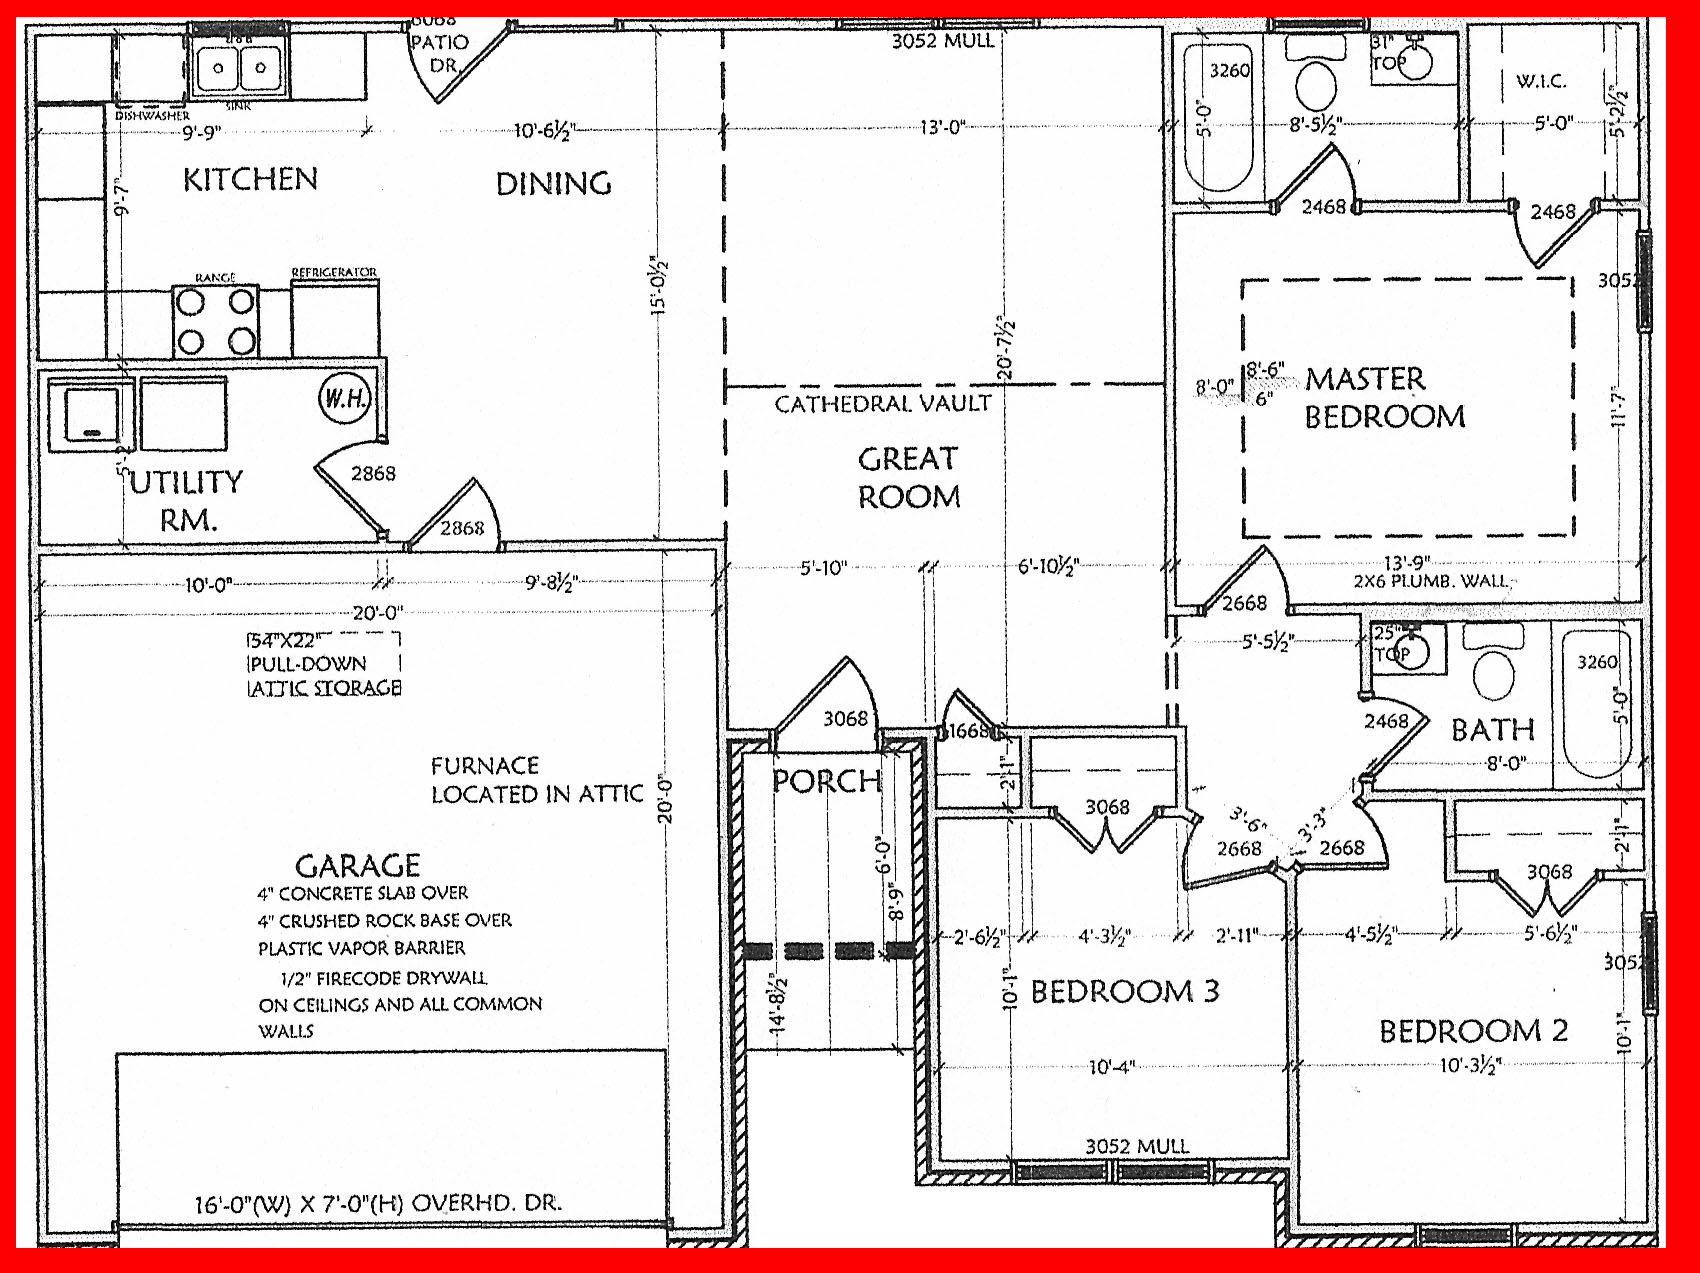 PATIO
DR.
3052 MULL
3260
31"
TOP
W.I.C.
DISHWASHER
SINK
9'-9"
10'-6½"
13'-0"
5'-0"
8'-5½"
5'-0"
5'-2½"
KITCHEN
DINING
9'-7"
2468
2468
RANGE
REFRIGERATOR
15'-0½"
20'-7½"
3052
8'-0"
8'-6"
6"
MASTER
BEDROOM
11'-7"
W.H.
CATHEDRAL VAULT
GREAT
ROOM
UTILITY
RM.
2868
2868
10'-0"
9'-8½"
5'-10"
6'-10½"
13'-9"
2X6 PLUMB. WALL
20'-0"
2668
5'-5½"
54"X22"
PULL-DOWN
ATTIC STORAGE
25"
TOP
3260
3068
1668
2468
BATH
5'-0"
8'-0"
FURNACE
LOCATED IN ATTIC
20'-0"
PORCH
2'-1"
3068
3'-6"
3'-3"
2668
2668
2'-1"
3068
GARAGE
4" CONCRETE SLAB OVER
4" CRUSHED ROCK BASE OVER
PLASTIC VAPOR BARRIER
1/2" FIRECODE DRYWALL
ON CEILINGS AND ALL COMMON
WALLS
6'-0"
8'-9"
14'-8½"
2'-6½"
4'-3½"
2'-11"
4'-5½"
5'-6½"
3052
10'-1"
BEDROOM 3
BEDROOM 2
10'-1"
10'-4"
10'-3½"
3052 MULL
16'-0"(W) X 7'-0"(H) OVERHD. DR.